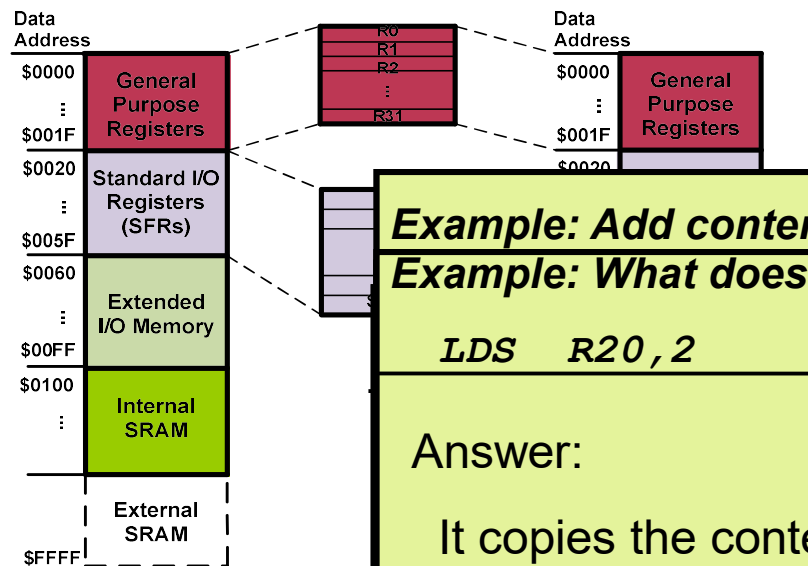 Data
Address
$0000
⋮
$001F
$0020
⋮
$005F
$0060
⋮
$00FF
$0100
⋮
$FFFF
General
Purpose
Registers
Standard I/O
Registers
(SFRs)
Extended
I/O Memory
Internal
SRAM
External
SRAM
R0
R1
R2
⋮
R31
Data
Address
$0000
⋮
$001F
$0020
General
Purpose
Registers
Example: Add
Example: What does
LDS R20,2
Answer:
It copies the